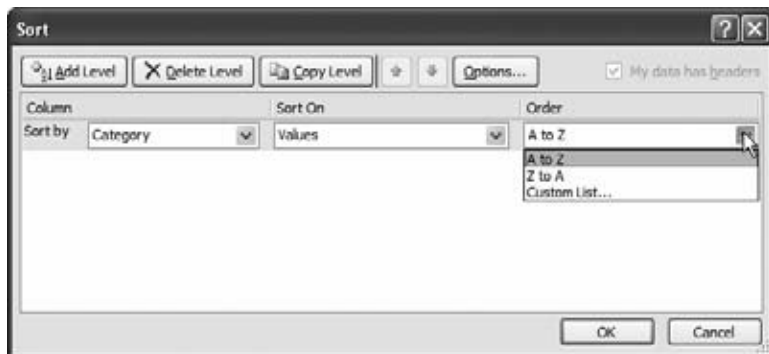 Sort
Add Level Delete Level Copy Level Options... My data has headers
Column Sort On Order
Sort by Category Values A to Z
A to Z
Z to A
Custom List...
OK Cancel